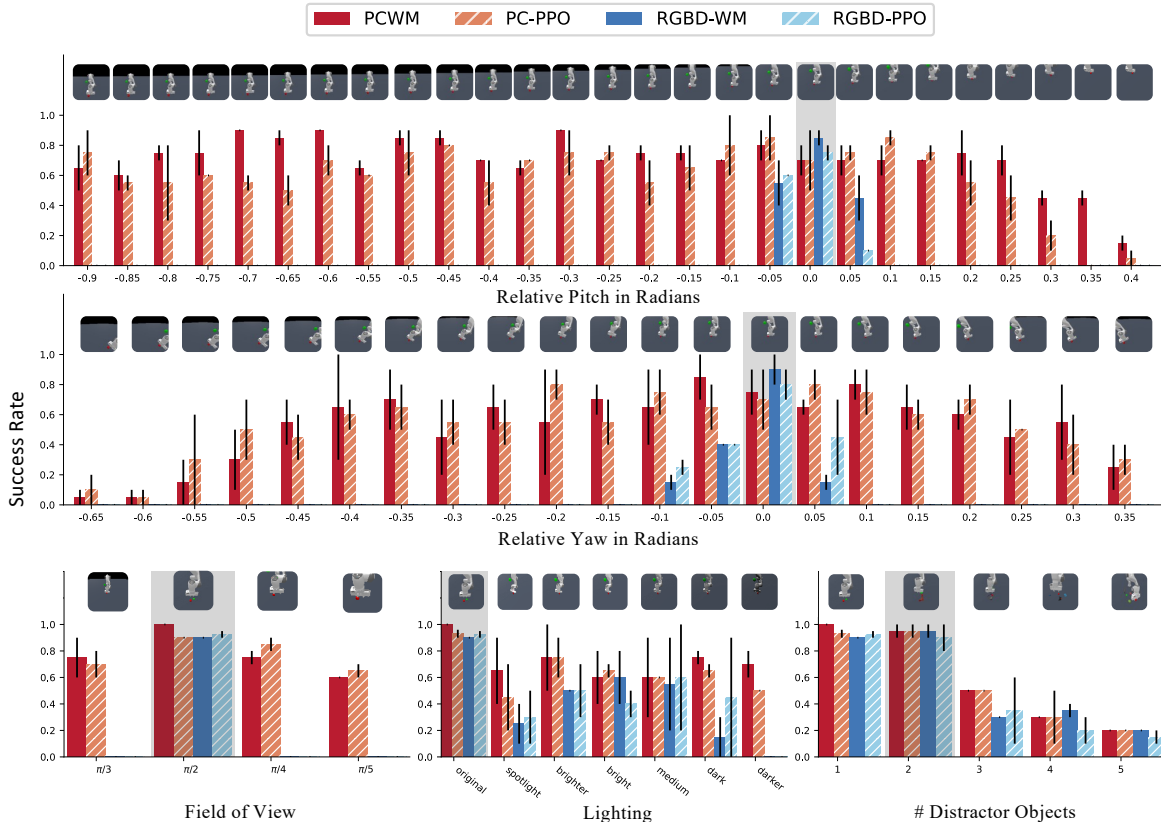 PCWM PC-PPO RGBD-WM RGBD-PPO
1.0
0.8
0.6
0.4
0.2
0.0
-0.9 -0.85 -0.8 -0.75 -0.7 -0.65 -0.6 -0.55 -0.5 -0.45 -0.4 -0.35 -0.3 -0.25 -0.2 -0.15 -0.1 -0.05 0.0 0.05 0.1 0.15 0.2 0.25 0.3 0.35 0.4
Relative Pitch in Radians
Success Rate
1.0
0.8
0.6
0.4
0.2
0.0
-0.65 -0.6 -0.55 -0.5 -0.45 -0.4 -0.35 -0.3 -0.25 -0.2 -0.15 -0.1 -0.05 0.0 0.05 0.1 0.15 0.2 0.25 0.3 0.35
Relative Yaw in Radians
1.0
0.8
0.6
0.4
0.2
0.0
π/3 π/2 π/4 π/5
Field of View
1.0
0.8
0.6
0.4
0.2
0.0
original spotlight brighter bright medium dark darker
Lighting
1.0
0.8
0.6
0.4
0.2
0.0
1 2 3 4 5
# Distractor Objects